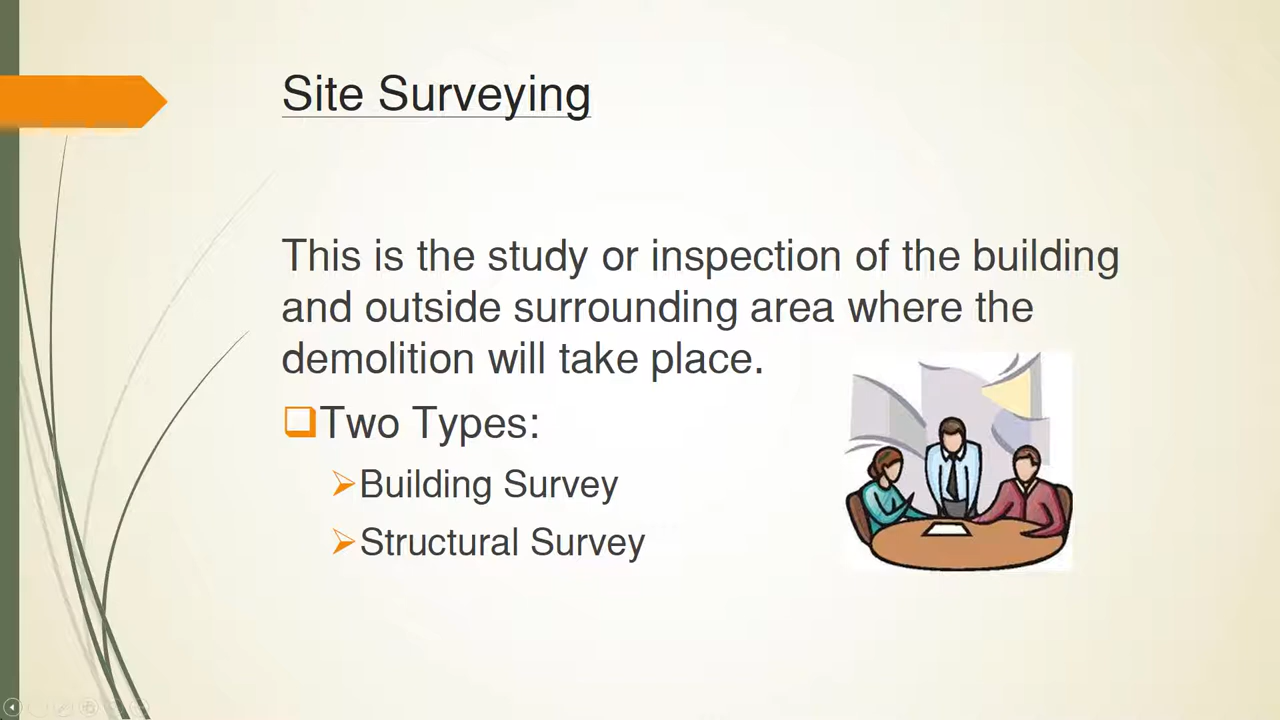 Site Surveying
This is the study or inspection of the building
and outside surrounding area where the
demolition will take place.
Two Types:
Building Survey
Structural Survey